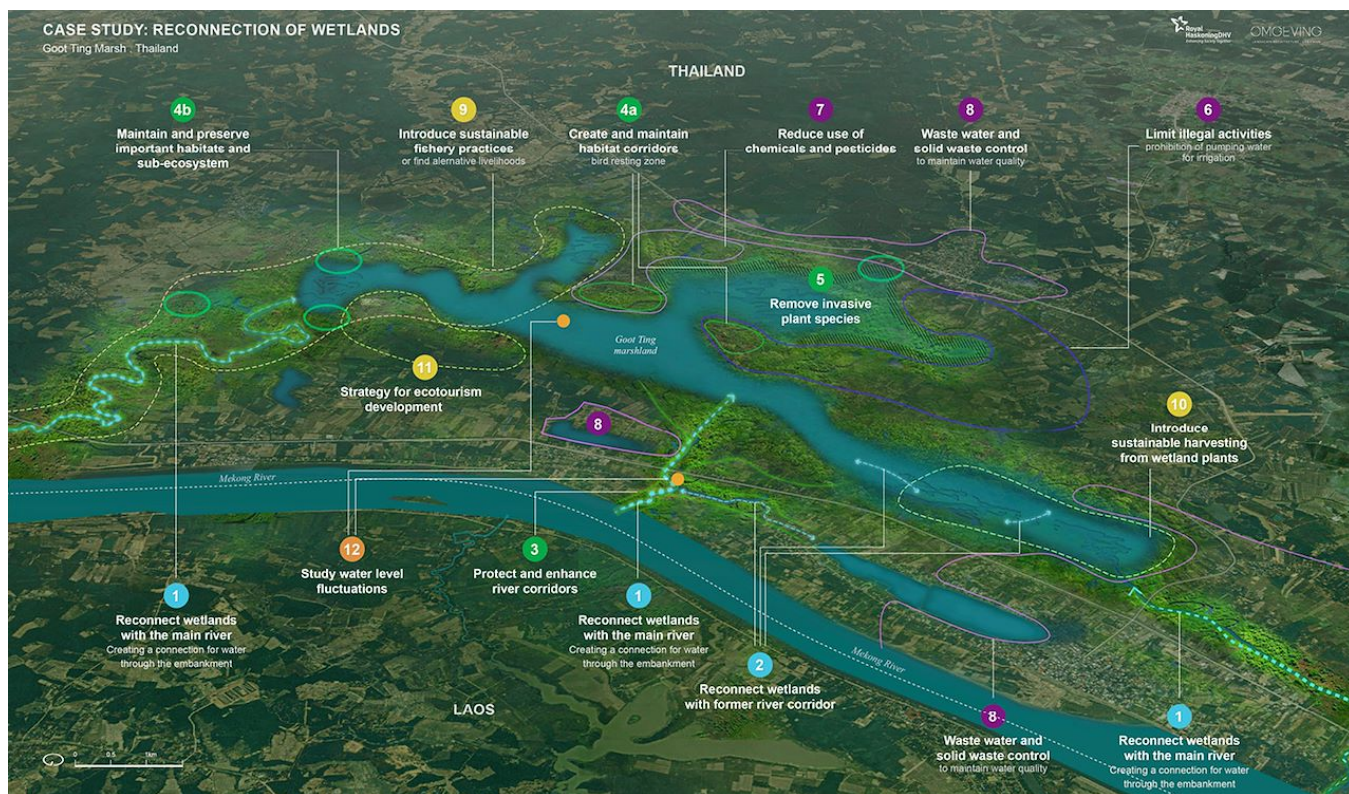 CASE STUDY: RECONNECTION OF WETLANDS
Goot Ting Marsh . Thailand
Royal
HaskoningDHV
Enhancing Society Together
OMGEVING
THAILAND
4b
Maintain and preserve
important habitats and
sub-ecosystem
9
Introduce sustainable
fishery practices
or find alernative livelihoods
4a
Create and maintain
habitat corridors
bird resting zone
7
Reduce use of
chemicals and pesticides
8
Waste water and
solid waste control
to maintain water quality
6
Limit illegal activities
prohibition of pumping water
for irrigation
5
Remove invasive
plant species
Goot Ting
marshland
11
Strategy for ecotourism
development
8
10
Introduce
sustainable harvesting
from wetland plants
Mekong River
12
Study water level
fluctuations
3
Protect and enhance
river corridors
1
Reconnect wetlands
with the main river
Creating a connection for water
through the embankment
1
Reconnect wetlands
with the main river
Creating a connection for water
through the embankment
2
Reconnect wetlands
with former river corridor
Mekong River
LAOS
8
Waste water and
solid waste control
to maintain water quality
1
Reconnect wetlands
with the main river
Creating a connection for water
through the embankment
0 0.5 1km